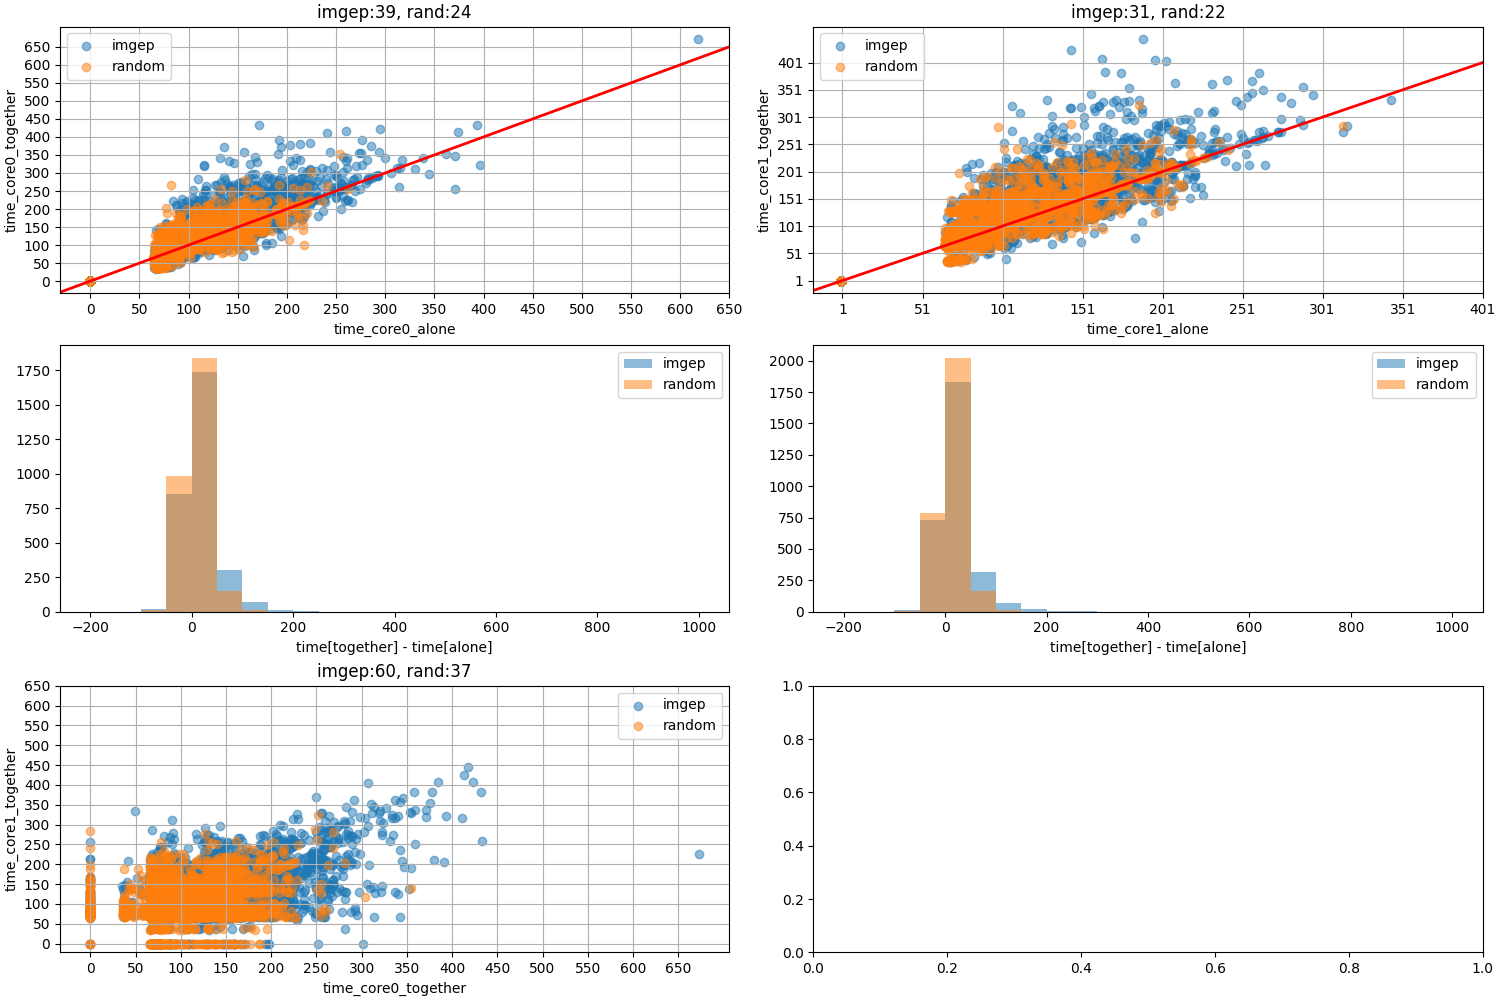 imgep:39, rand:24
650
600
550
500
450
400
350
300
250
200
150
100
50
0
time_core0_together
imgep
random
0 50 100 150 200 250 300 350 400 450 500 550 600 650
time_core0_alone
imgep:31, rand:22
401
351
301
251
201
151
101
51
1
time_core1_together
imgep
random
1 51 101 151 201 251 301 351 401
time_core1_alone
1750
1500
1250
1000
750
500
250
0
imgep
random
−200 0 200 400 600 800 1000
time[together] - time[alone]
2000
1750
1500
1250
1000
750
500
250
0
imgep
random
−200 0 200 400 600 800 1000
time[together] - time[alone]
imgep:60, rand:37
650
600
550
500
450
400
350
300
250
200
150
100
50
0
time_core1_together
imgep
random
0 50 100 150 200 250 300 350 400 450 500 550 600 650
time_core0_together
1.0
0.8
0.6
0.4
0.2
0.0
0.0 0.2 0.4 0.6 0.8 1.0